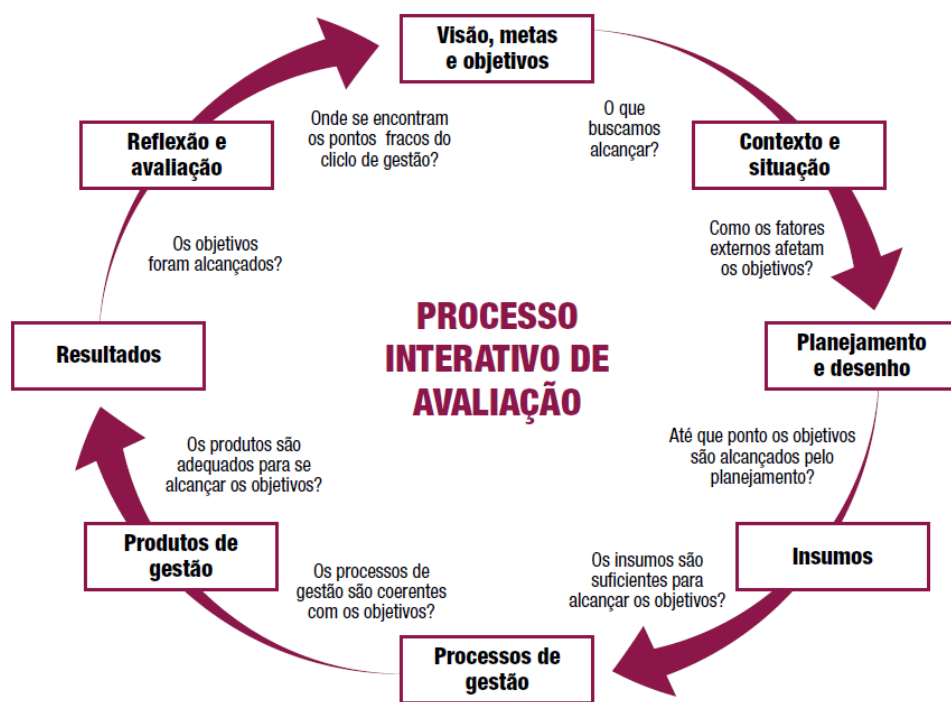 Visão, metas
e objetivos
O que
buscamos
alcançar?
Contexto e
situação
Como os fatores
externos afetam
os objetivos?
Planejamento
e desenho
Até que ponto os objetivos
são alcançados pelo
planejamento?
Insumos
Os insumos são
suficientes para
alcançar os objetivos?
Processos de
gestão
Os processos de
gestão são coerentes
com os objetivos?
Produtos de
gestão
Os produtos são
adequados para se
alcançar os objetivos?
Resultados
Os objetivos
foram alcançados?
Reflexão e
avaliação
Onde se encontram
os pontos fracos do
cliclo de gestão?
PROCESSO
INTERATIVO DE
AVALIAÇÃO